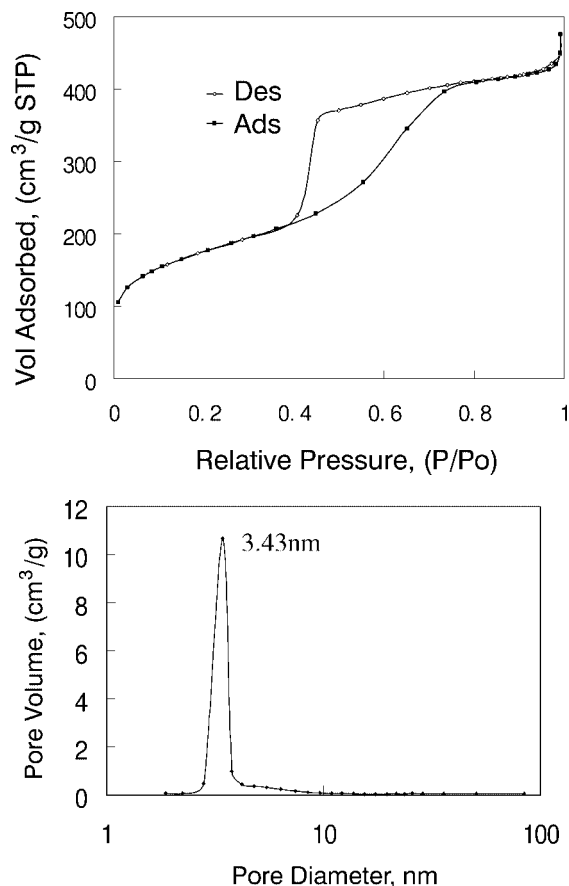 500
400
300
200
100
0
Vol Adsorbed, (cm³/g STP)
Des
Ads
0 0. 2 0. 4 0. 6 0. 8 1
Relative Pressure, (P/Po)
12
10
8
6
4
2
0
Pore Volume, (cm³/g)
3.43nm
1 10 100
Pore Diameter, nm